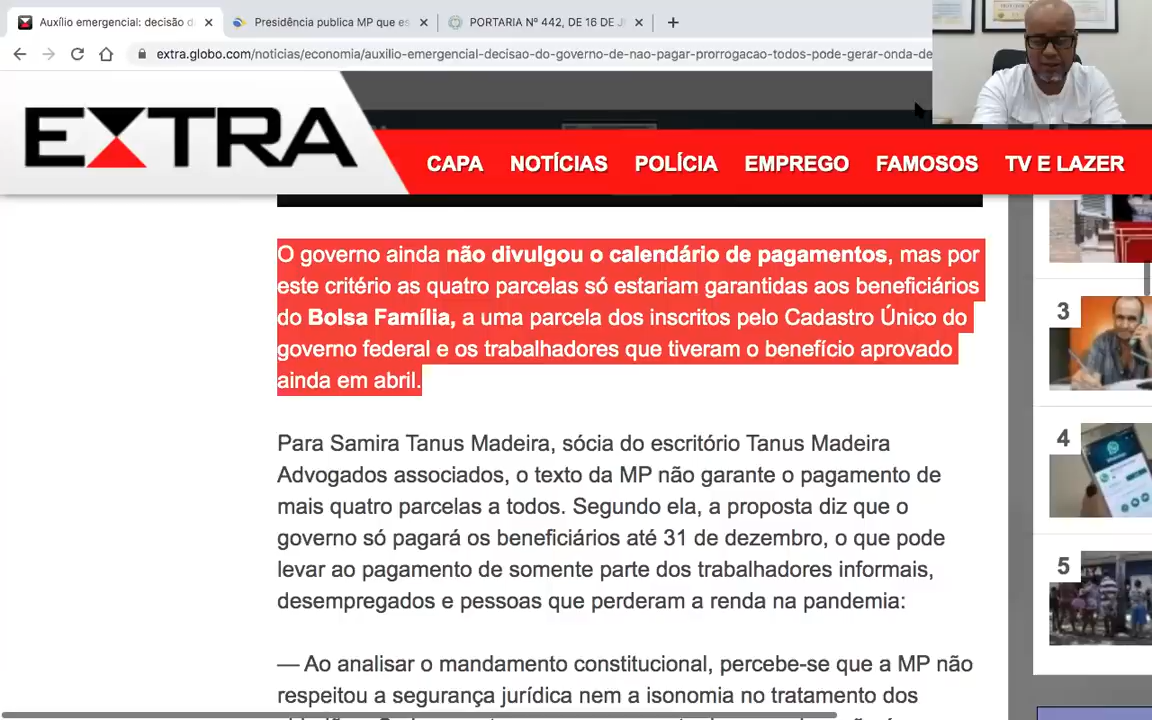 Auxílio emergencial: decisão d
Presidência publica MP que es
PORTARIA Nº 442, DE 16 DE J
extra.globo.com/noticias/economia/auxilio-emergencial-decisao-do-governo-de-nao-pagar-prorrogacao-todos-pode-gerar-onda-de
EXTRA
CAPA NOTÍCIAS POLÍCIA EMPREGO FAMOSOS TV E LAZER
O governo ainda não divulgou o calendário de pagamentos, mas por
este critério as quatro parcelas só estariam garantidas aos beneficiários
do Bolsa Família, a uma parcela dos inscritos pelo Cadastro Único do
governo federal e os trabalhadores que tiveram o benefício aprovado
ainda em abril.
Para Samira Tanus Madeira, sócia do escritório Tanus Madeira
Advogados associados, o texto da MP não garante o pagamento de
mais quatro parcelas a todos. Segundo ela, a proposta diz que o
governo só pagará os beneficiários até 31 de dezembro, o que pode
levar ao pagamento de somente parte dos trabalhadores informais,
desempregados e pessoas que perderam a renda na pandemia:
— Ao analisar o mandamento constitucional, percebe-se que a MP não
respeitou a segurança jurídica nem a isonomia no tratamento dos
3
4
5